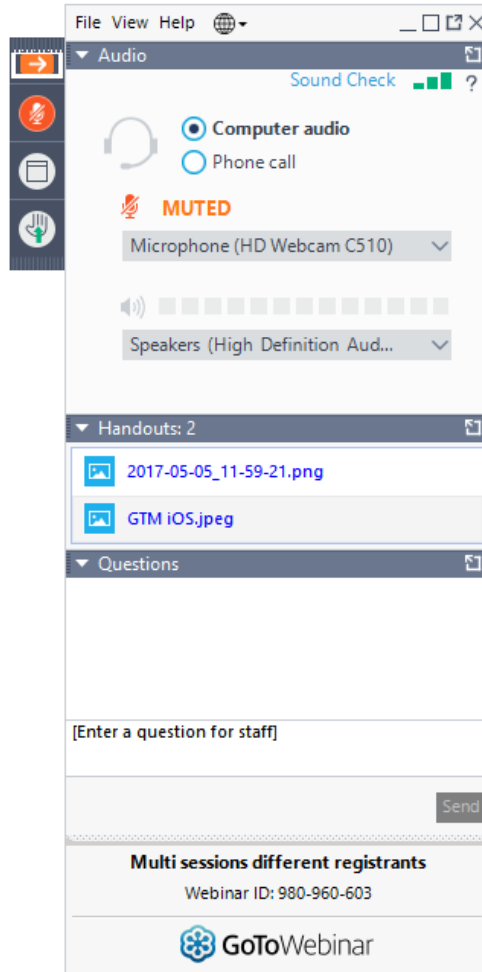 File View Help
Audio
Sound Check ?
Computer audio
Phone call
MUTED
Microphone (HD Webcam C510)
Speakers (High Definition Aud...
Handouts: 2
2017-05-05_11-59-21.png
GTM iOS.jpeg
Questions
[Enter a question for staff]
Send
Multi sessions different registrants
Webinar ID: 980-960-603
GoToWebinar